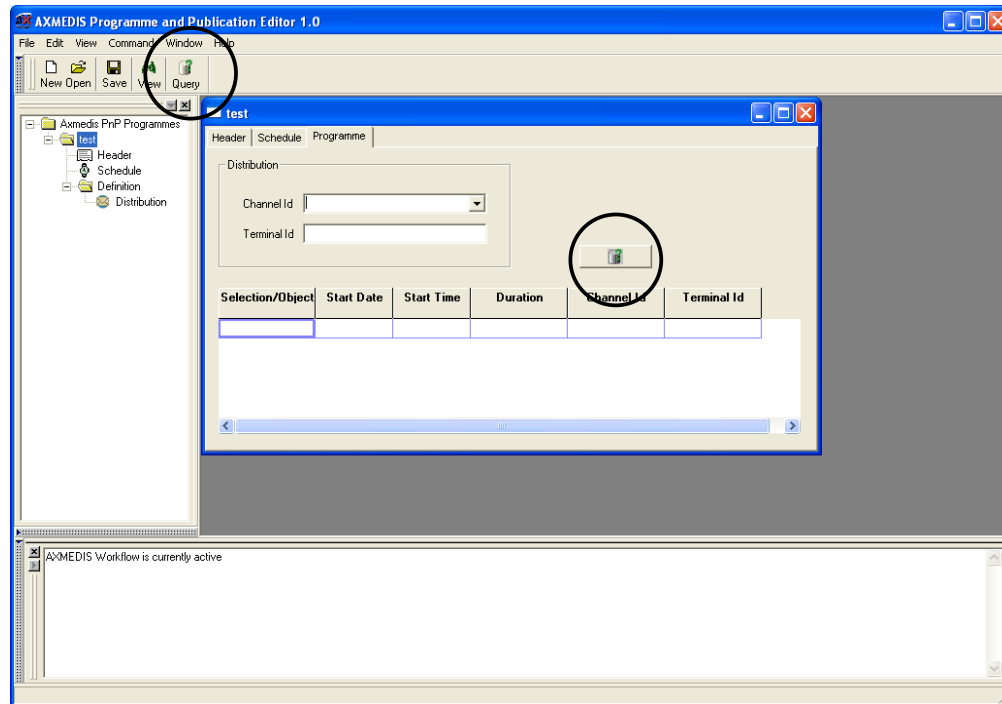 AXMEDIS Programme and Publication Editor 1.0
File Edit View Command Window Help
New Open Save View Query
Axmedis PnP Programmes
test
Header
Schedule
Definition
Distribution
test
Header Schedule Programme
Distribution
Channel Id
Terminal Id
Selection/Object Start Date Start Time Duration Channel Id Terminal Id
AXMEDIS Workflow is currently active